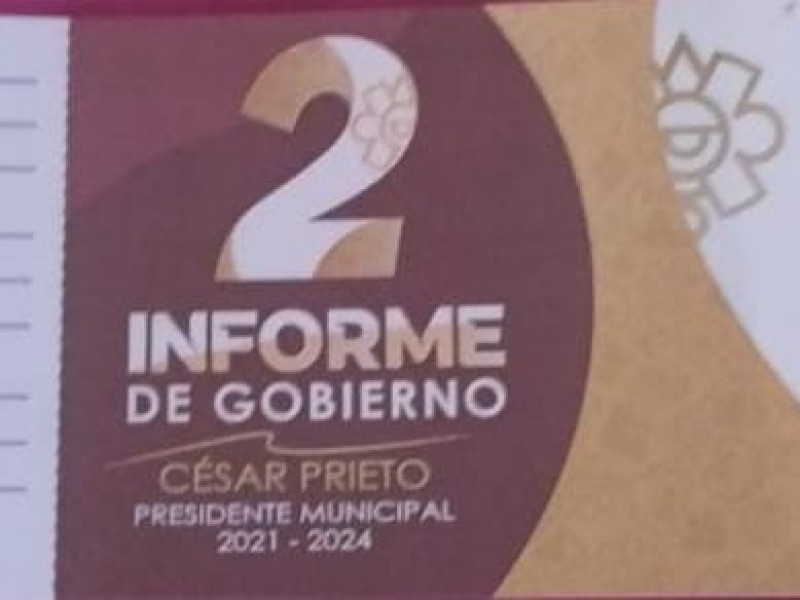 2
INFORME
DE GOBIERNO
CÉSAR PRIETO
PRESIDENTE MUNICIPAL
2021 - 2024